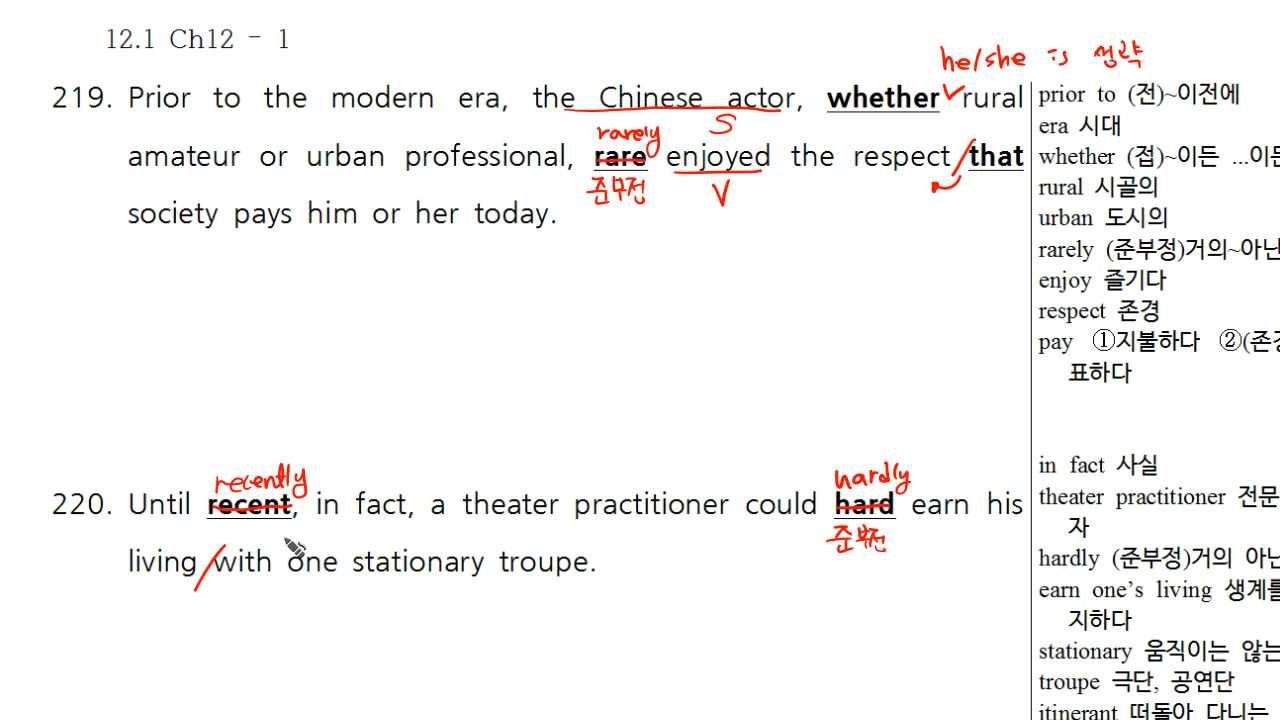 12.1 Ch12 - 1
he/she is 생략
219. Prior to the modern era, the Chinese actor, whether rural
S
rarely
amateur or urban professional, rare enjoyed the respect that
준부정 V
society pays him or her today.
recently hardly
220. Until recent, in fact, a theater practitioner could hard earn his
준부정
living with one stationary troupe.
prior to (전)~이전에
era 시대
whether (접)~이든 …이든
rural 시골의
urban 도시의
rarely (준부정)거의~아닌
enjoy 즐기다
respect 존경
pay ①지불하다 ②(존경
표하다
in fact 사실
theater practitioner 전문
자
hardly (준부정)거의 아닌
earn one's living 생계를
지하다
stationary 움직이는 않는
troupe 극단, 공연단
itinerant 떠돌아 다니는